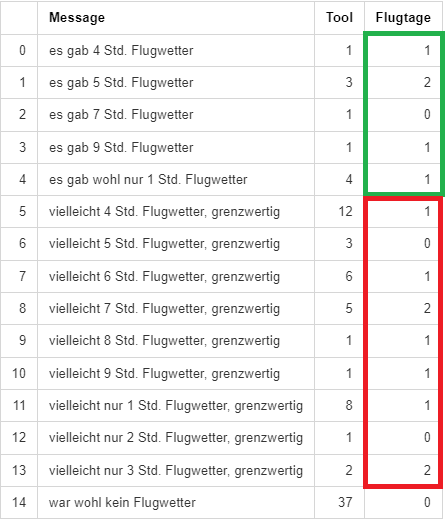 Message Tool Flugtage
0 es gab 4 Std. Flugwetter 1 1
1 es gab 5 Std. Flugwetter 3 2
2 es gab 7 Std. Flugwetter 1 0
3 es gab 9 Std. Flugwetter 1 1
4 es gab wohl nur 1 Std. Flugwetter 4 1
5 vielleicht 4 Std. Flugwetter, grenzwertig 12 1
6 vielleicht 5 Std. Flugwetter, grenzwertig 3 0
7 vielleicht 6 Std. Flugwetter, grenzwertig 6 1
8 vielleicht 7 Std. Flugwetter, grenzwertig 5 2
9 vielleicht 8 Std. Flugwetter, grenzwertig 1 1
10 vielleicht 9 Std. Flugwetter, grenzwertig 1 1
11 vielleicht nur 1 Std. Flugwetter, grenzwertig 8 1
12 vielleicht nur 2 Std. Flugwetter, grenzwertig 1 0
13 vielleicht nur 3 Std. Flugwetter, grenzwertig 2 2
14 war wohl kein Flugwetter 37 0